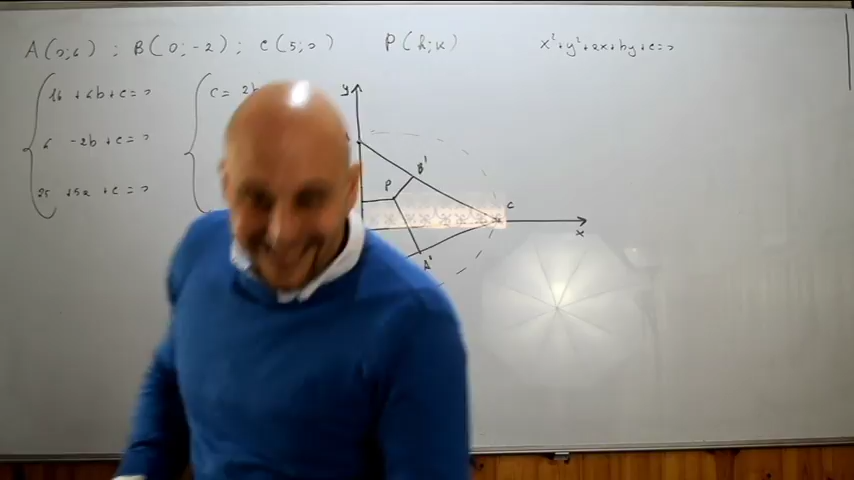 A(0;6) ; B(0;-2) ; C(5;0) P(h;k) x²+y²+ax+by+c=0
36 +6b+c=0
4 -2b+c=0
25 +5a +c=0
c= 2b
y
B'
P
C
x
A'